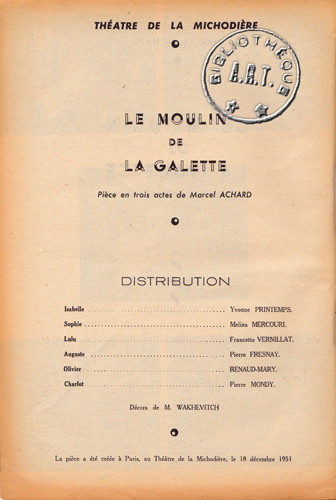 THÉATRE DE LA MICHODIÈRE
BIBLIOTHÉQUE
A.R.T.
LE MOULIN
DE
LA GALETTE
Pièce en trois actes de Marcel ACHARD
DISTRIBUTION
Isabelle ........................................ Yvonne PRINTEMPS.
Sophie ........................................ Melina MERCOURI.
Lulu ........................................ Francette VERNILLAT.
Auguste ........................................ Pierre FRESNAY.
Olivier ........................................ RENAUD-MARY.
Charlot ........................................ Pierre MONDY.
Décors de M. WAKHEVITCH
La pièce a été créée à Paris, au Théâtre de la Michodière, le 18 décembre 1951